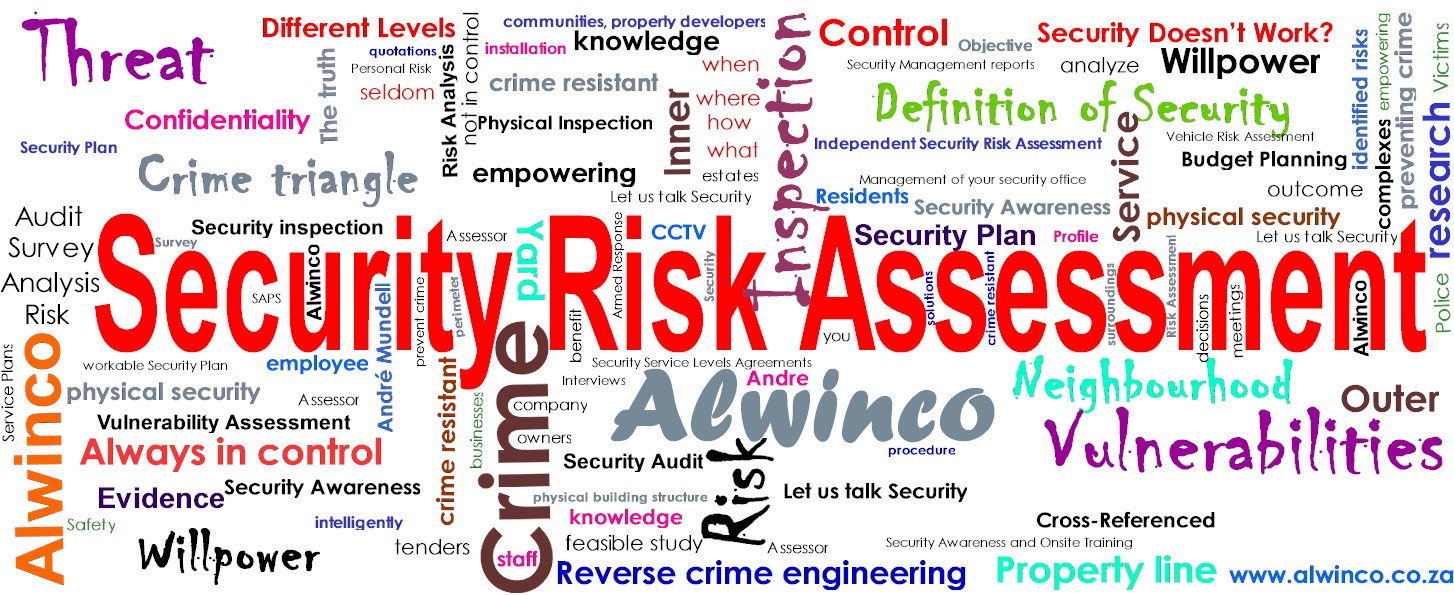 Threat
Different Levels
quotations
Personal Risk
seldom
The truth
Confidentiality
Security Plan
Crime triangle
Risk Analysis
not in control
communities, property developers
installation
knowledge
crime resistant
Physical Inspection
empowering
Inner
when
where
how
what
estates
Let us talk Security
Inspection
Control
Objective
Security Doesn't Work?
Security Management reports
analyze
Willpower
Definition of Security
Independent Security Risk Assessment
Service
Vehicle Risk Assessment
Budget Planning
Management of your security office
outcome
Residents
Security Awareness
physical security
identified risks
complexes
empowering
preventing crime
research
Victims
Police
Audit
Survey
Analysis
Risk
Security inspection
Survey
Assessor
Yard
Armed Response
CCTV
Security
Security Plan
Profile
Let us talk Security
Security Risk Assessment
SAPS
Alwinco
André Mundell
prevent crime
perimeter
benefit
you
solutions
crime resistant
surroundings
Risk Assessment
decisions
meetings
Alwinco
Service Plans
Alwinco
workable Security Plan
employee
physical security
Assessor
Vulnerability Assessment
Always in control
Evidence
Security Awareness
Safety
intelligently
Willpower
tenders
crime resistant
businesses
Crime
staff
Security Service Levels Agreements
Interviews
company
owners
Andre
Alwinco
Security Audit
Risk
procedure
physical building structure
knowledge
feasible study
Let us talk Security
Assessor
Reverse crime engineering
Neighbourhood
Outer
Vulnerabilities
Cross-Referenced
Security Awareness and Onsite Training
Property line
www.alwinco.co.za